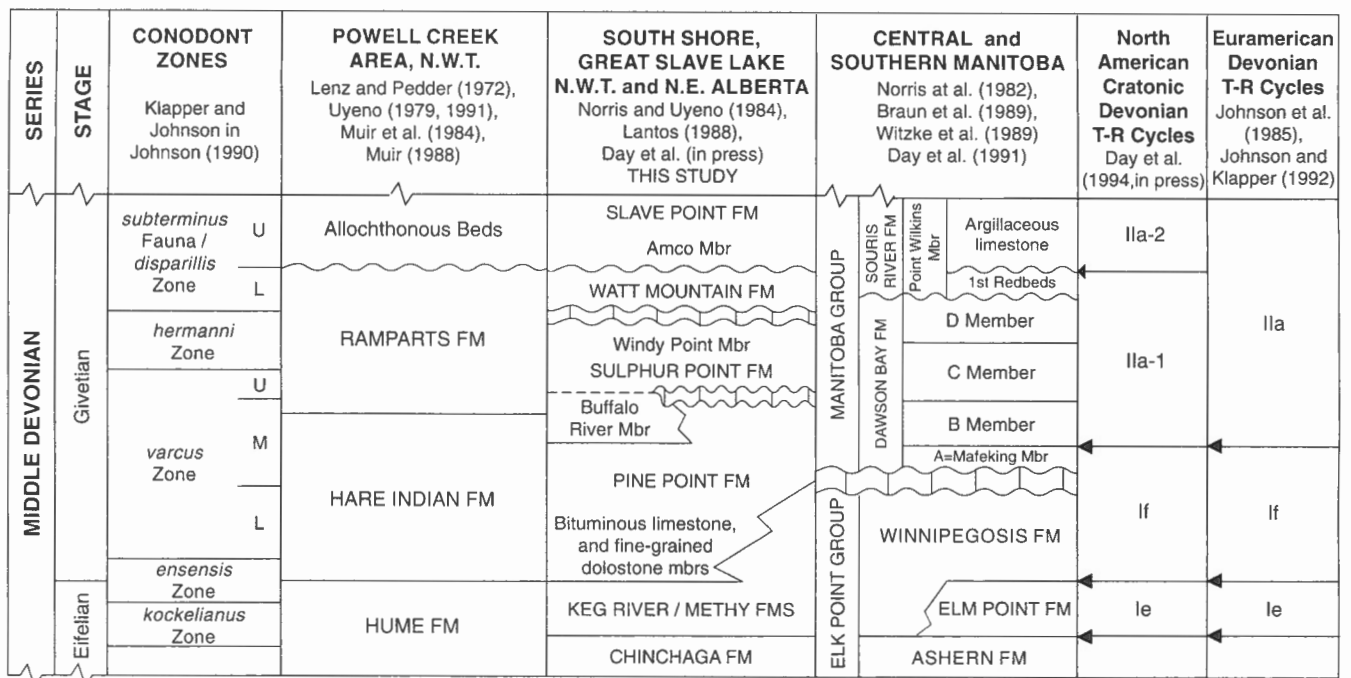 SERIES
STAGE
CONODONT
ZONES
Klapper and
Johnson in
Johnson (1990)
POWELL CREEK
AREA, N.W.T.
Lenz and Pedder (1972),
Uyeno (1979, 1991),
Muir et al. (1984),
Muir (1988)
SOUTH SHORE,
GREAT SLAVE LAKE
N.W.T. and N.E. ALBERTA
Norris and Uyeno (1984),
Lantos (1988),
Day et al. (in press)
THIS STUDY
CENTRAL and
SOUTHERN MANITOBA
Norris at al. (1982),
Braun et al. (1989),
Witzke et al. (1989)
Day et al. (1991)
North
American
Cratonic
Devonian
T-R Cycles
Day et al.
(1994,in press)
Euramerican
Devonian
T-R Cycles
Johnson et al.
(1985),
Johnson and
Klapper (1992)
MIDDLE DEVONIAN
Givetian
Eifelian
subterminus
Fauna /
disparillis
Zone
U
L
hermanni
Zone
varcus
Zone
U
M
L
ensensis
Zone
kockelianus
Zone
Allochthonous Beds
RAMPARTS FM
HARE INDIAN FM
HUME FM
SLAVE POINT FM
Amco Mbr
WATT MOUNTAIN FM
Windy Point Mbr
SULPHUR POINT FM
Buffalo
River Mbr
PINE POINT FM
Bituminous limestone,
and fine-grained
dolostone mbrs
KEG RIVER / METHY FMS
CHINCHAGA FM
MANITOBA GROUP
ELK POINT GROUP
SOURIS
RIVER FM
Point Wilkins
Mbr
Argillaceous
limestone
1st Redbeds
DAWSON BAY FM
D Member
C Member
B Member
A=Mafeking Mbr
WINNIPEGOSIS FM
ELM POINT FM
ASHERN FM
IIa-2
IIa-1
If
Ie
IIa
If
Ie